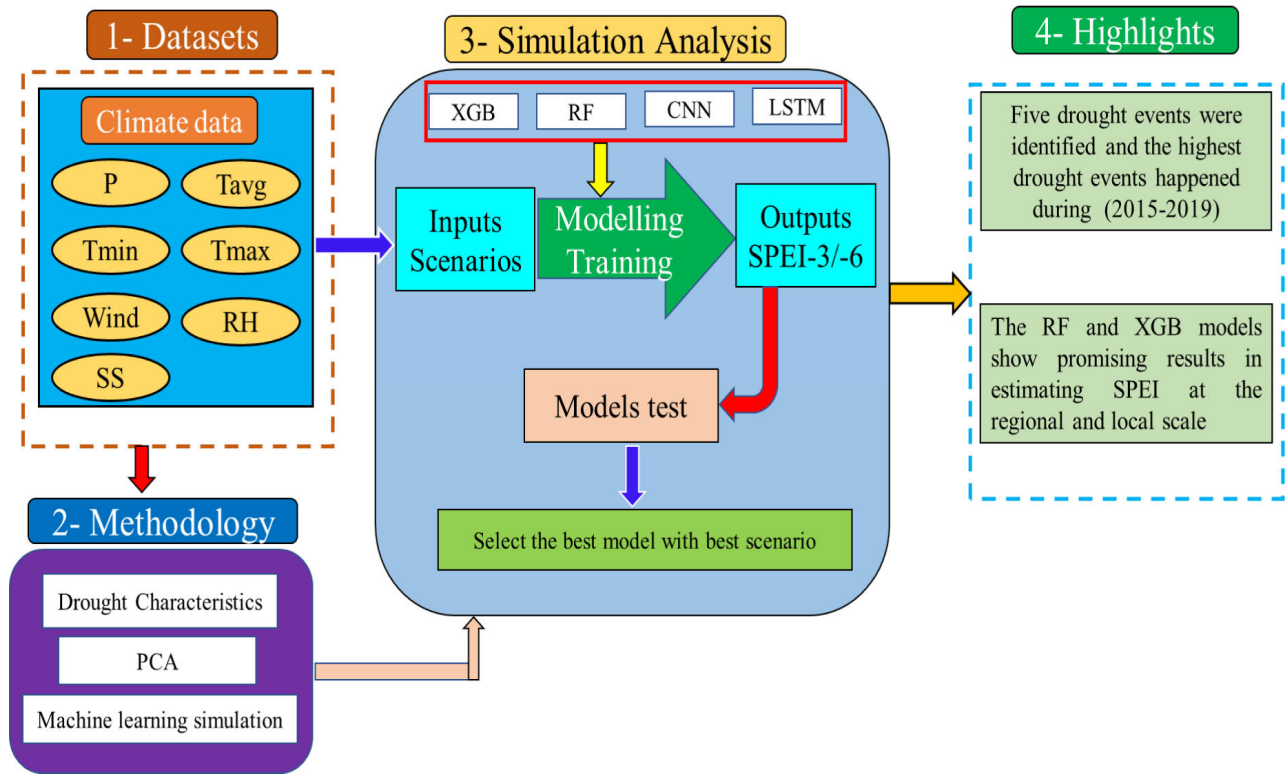 1- Datasets
Climate data
P
Tavg
Tmin
Tmax
Wind
RH
SS
2- Methodology
Drought Characteristics
PCA
Machine learning simulation
3- Simulation Analysis
XGB
RF
CNN
LSTM
Inputs
Scenarios
Modelling
Training
Outputs
SPEI-3/-6
Models test
Select the best model with best scenario
4- Highlights
Five drought events were
identified and the highest
drought events happened
during (2015-2019)
The RF and XGB models
show promising results in
estimating SPEI at the
regional and local scale